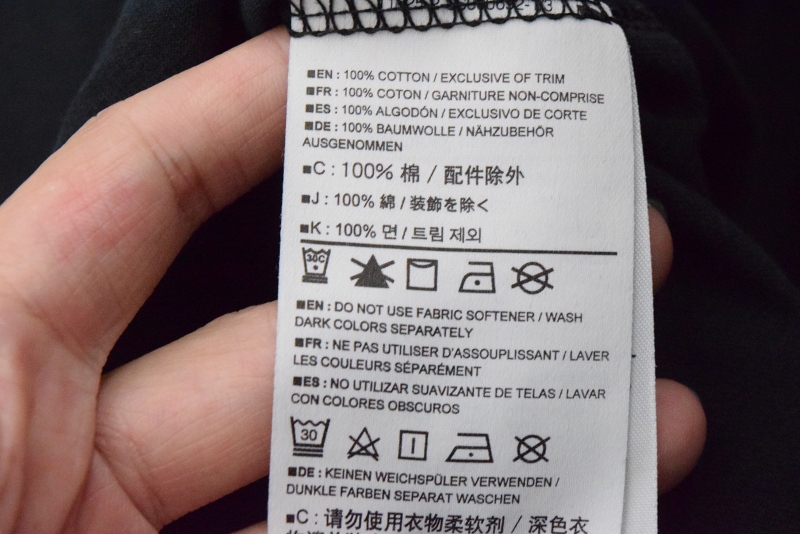 ■EN : 100% COTTON / EXCLUSIVE OF TRIM
■FR : 100% COTON / GARNITURE NON-COMPRISE
■ES : 100% ALGODÓN / EXCLUSIVO DE CORTE
■DE : 100% BAUMWOLLE / NÄHZUBEHÖR
AUSGENOMMEN
■C : 100% 棉 / 配件除外
■J : 100% 綿 / 装飾を除く
■K : 100% 면 / 트림 제외
30C
■EN : DO NOT USE FABRIC SOFTENER / WASH
DARK COLORS SEPARATELY
■FR : NE PAS UTILISER D'ASSOUPLISSANT / LAVER
LES COULEURS SÉPARÉMENT
■ES : NO UTILIZAR SUAVIZANTE DE TELAS / LAVAR
CON COLORES OBSCUROS
30
■DE : KEINEN WEICHSPÜLER VERWENDEN /
DUNKLE FARBEN SEPARAT WASCHEN
■C : 请勿使用衣物柔软剂 / 深色衣